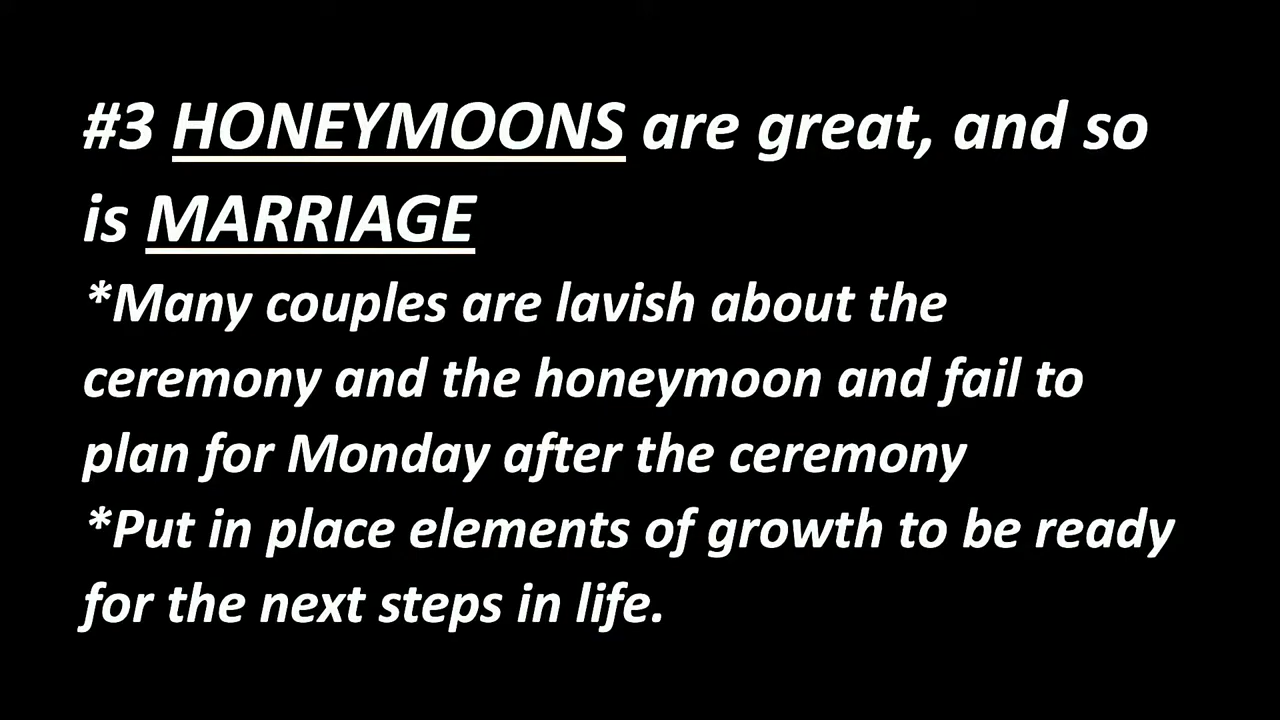 #3 HONEYMOONS are great, and so
is MARRIAGE
*Many couples are lavish about the
ceremony and the honeymoon and fail to
plan for Monday after the ceremony
*Put in place elements of growth to be ready
for the next steps in life.